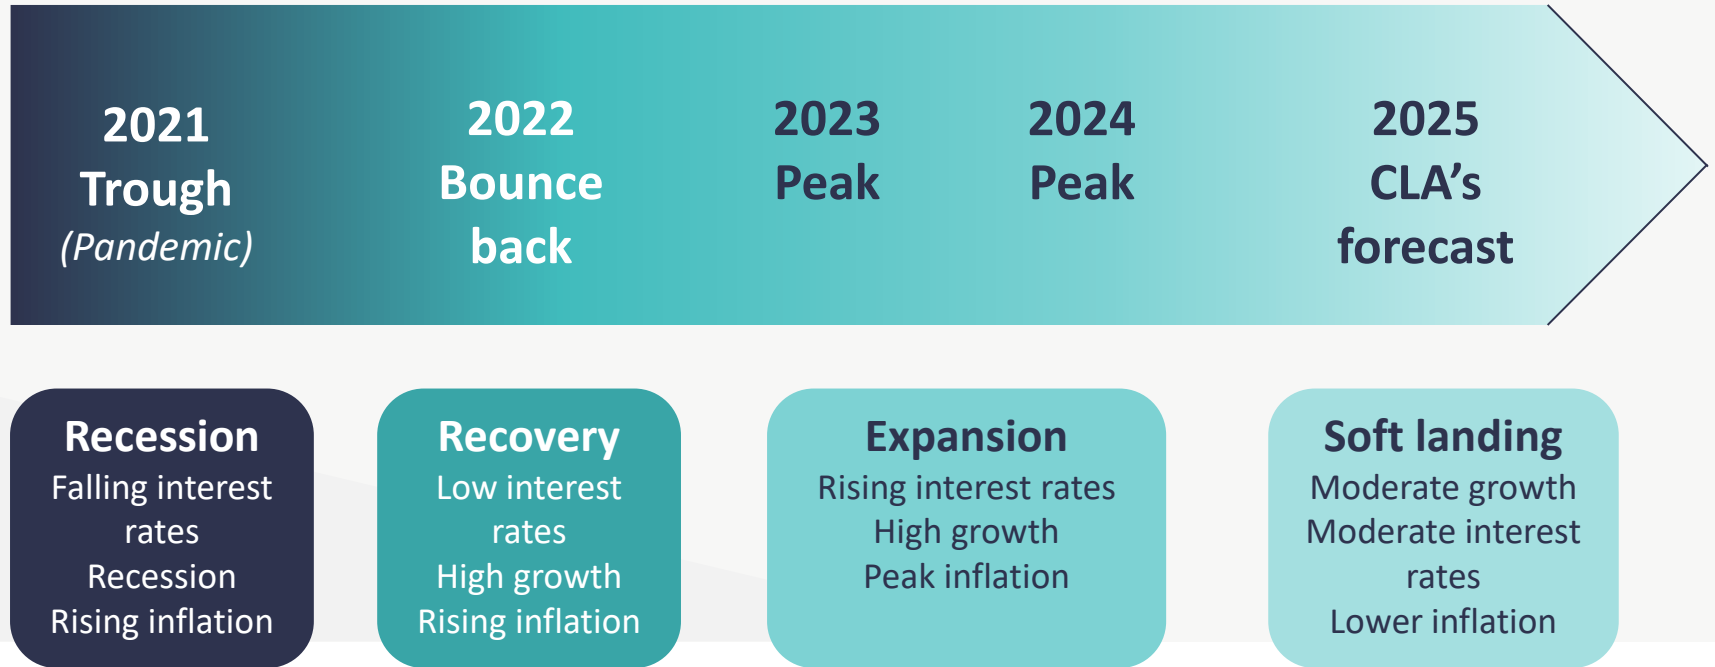 2021
Trough
(Pandemic)
2022
Bounce
back
2023
Peak
2024
Peak
2025
CLA's
forecast
Recession
Falling interest
rates
Recession
Rising inflation
Recovery
Low interest
rates
High growth
Rising inflation
Expansion
Rising interest rates
High growth
Peak inflation
Soft landing
Moderate growth
Moderate interest
rates
Lower inflation